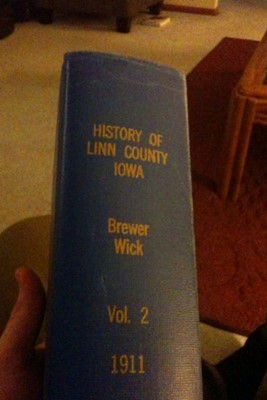 HISTORY OF
LINN COUNTY
IOWA
Brewer
Wick
Vol. 2
1911